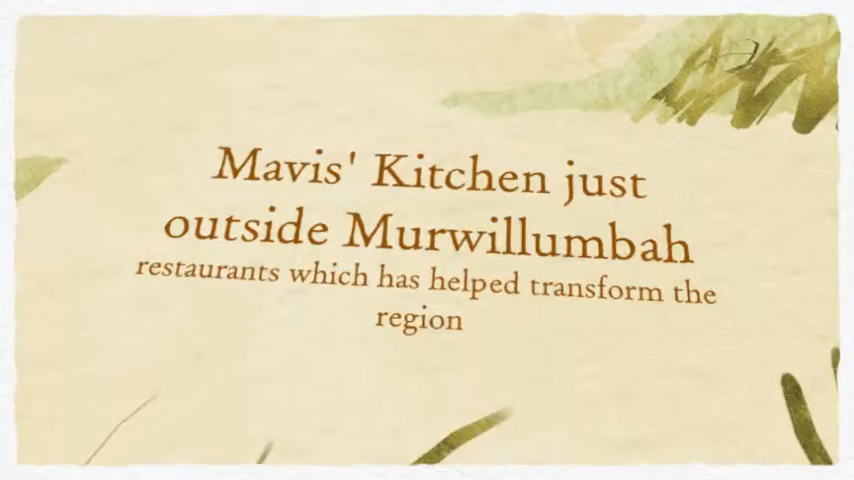 Mavis' Kitchen just
outside Murwillumbah
restaurants which has helped transform the
region